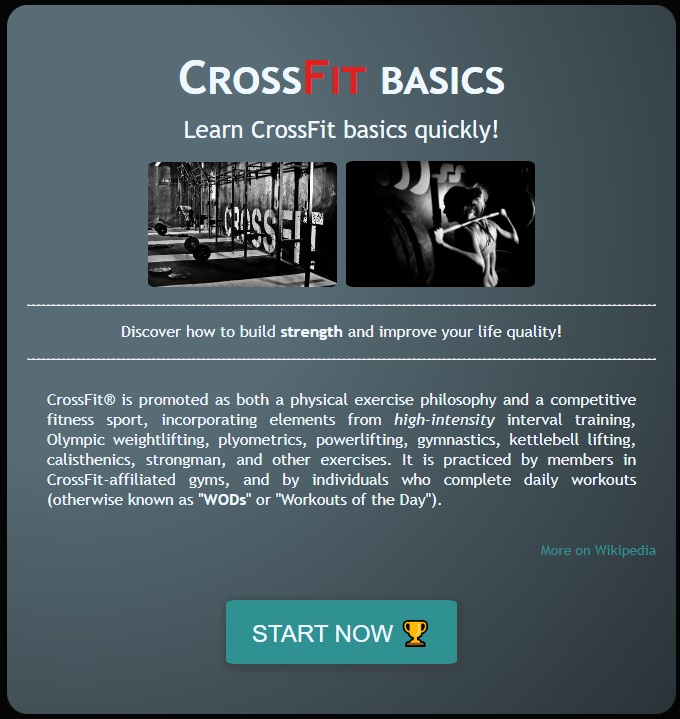 CrossFit basics
Learn CrossFit basics quickly!
CROSSFIT
Discover how to build strength and improve your life quality!
CrossFit® is promoted as both a physical exercise philosophy and a competitive
fitness sport, incorporating elements from high-intensity interval training,
Olympic weightlifting, plyometrics, powerlifting, gymnastics, kettlebell lifting,
calisthenics, strongman, and other exercises. It is practiced by members in
CrossFit-affiliated gyms, and by individuals who complete daily workouts
(otherwise known as "WODs" or "Workouts of the Day").
More on Wikipedia
START NOW 🏆